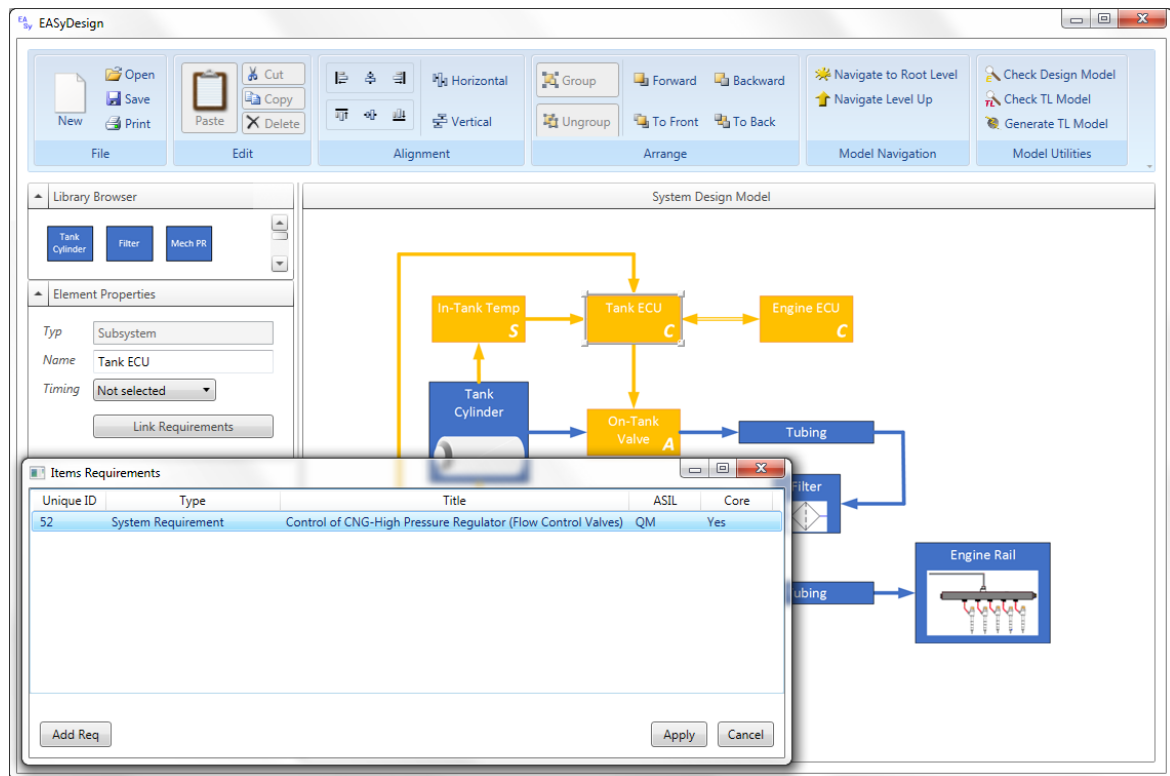 EA Sy EASyDesign
New
Open
Save
Print
File
Paste
Cut
Copy
Delete
Edit
Horizontal
Vertical
Alignment
Group
Ungroup
Forward
Backward
To Front
To Back
Arrange
Navigate to Root Level
Navigate Level Up
Model Navigation
Check Design Model
TL Check TL Model
Generate TL Model
Model Utilities
Library Browser
Tank
Cylinder
Filter
Mech PR
Element Properties
Typ Subsystem
Name Tank ECU
Timing Not selected
Link Requirements
System Design Model
In-Tank Temp
S
Tank ECU
C
Engine ECU
C
Tank
Cylinder
On-Tank
Valve A
Tubing
Filter
ubing
Engine Rail
Items Requirements
Unique ID Type Title ASIL Core
52 System Requirement Control of CNG-High Pressure Regulator (Flow Control Valves) QM Yes
Add Req
Apply
Cancel